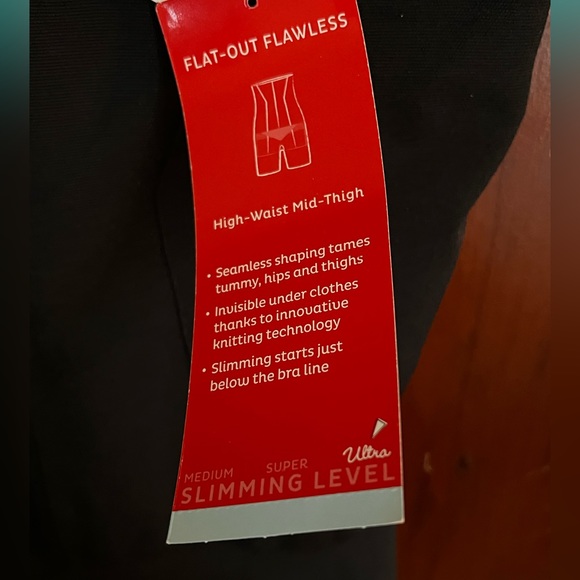 FLAT-OUT FLAWLESS
High-Waist Mid-Thigh
• Seamless shaping tames
tummy, hips and thighs
• Invisible under clothes
thanks to innovative
knitting technology
• Slimming starts just
below the bra line
MEDIUM SUPER Ultra
SLIMMING LEVEL